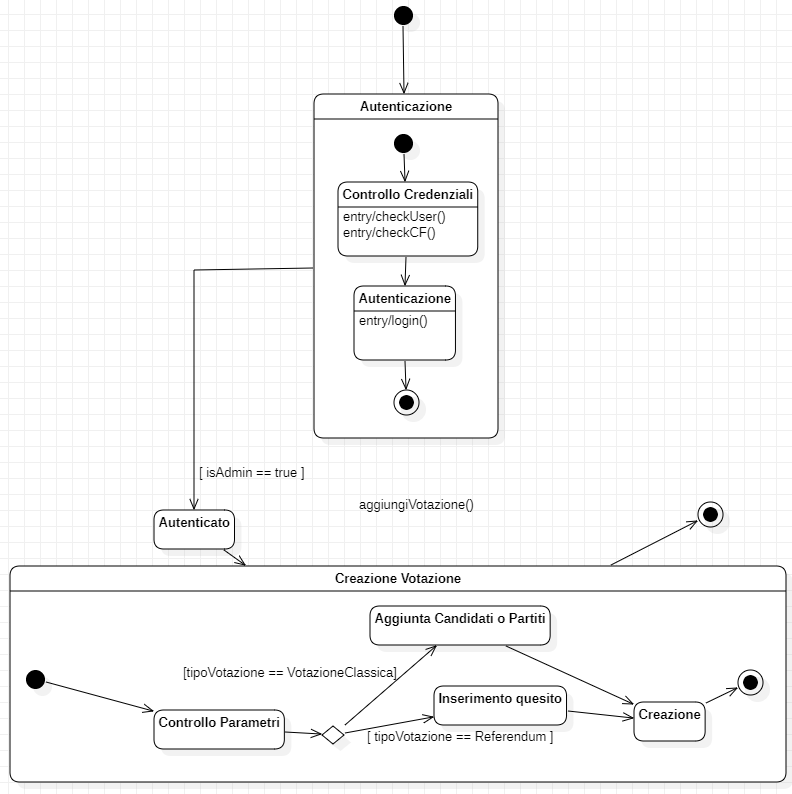 Autenticazione
Controllo Credenziali
entry/checkUser()
entry/checkCF()
Autenticazione
entry/login()
[ isAdmin == true ]
aggiungiVotazione()
Autenticato
Creazione Votazione
Aggiunta Candidati o Partiti
[tipoVotazione == VotazioneClassica]
Inserimento quesito
Controllo Parametri
Creazione
[ tipoVotazione == Referendum ]